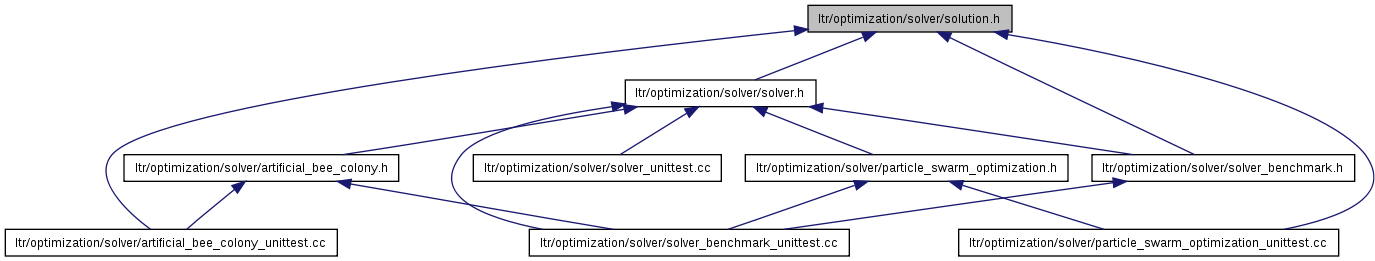 ltr/optimization/solver/solution.h
ltr/optimization/solver/solver.h
ltr/optimization/solver/artificial_bee_colony.h
ltr/optimization/solver/solver_unittest.cc
ltr/optimization/solver/particle_swarm_optimization.h
ltr/optimization/solver/solver_benchmark.h
ltr/optimization/solver/artificial_bee_colony_unittest.cc
ltr/optimization/solver/solver_benchmark_unittest.cc
ltr/optimization/solver/particle_swarm_optimization_unittest.cc